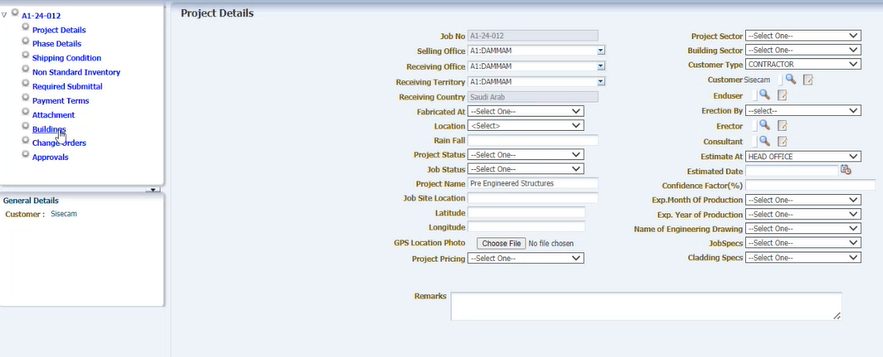 A1-24-012
Project Details
Phase Details
Shipping Condition
Non Standard Inventory
Required Submittal
Payment Terms
Attachment
Buildings
Change Orders
Approvals
General Details
Customer : Sisecam
Project Details
Job No A1-24-012
Selling Office A1:DAMMAM
Receiving Office A1:DAMMAM
Receiving Territory A1:DAMMAM
Receiving Country Saudi Arab
Fabricated At --Select One--
Location <Select>
Rain Fall
Project Status --Select One--
Job Status --Select One--
Project Name Pre Engineered Structures
Job Site Location
Latitude
Longitude
GPS Location Photo Choose File No file chosen
Project Pricing --Select One--
Project Sector --Select One--
Building Sector --Select One--
Customer Type CONTRACTOR
Customer Sisecam
Enduser
Erection By --select--
Erector
Consultant
Estimate At HEAD OFFICE
Estimated Date
Confidence Factor(%)
Exp.Month Of Production --Select One--
Exp. Year of Production --Select One--
Name of Engineering Drawing --Select One--
JobSpecs --Select One--
Cladding Specs --Select One--
Remarks